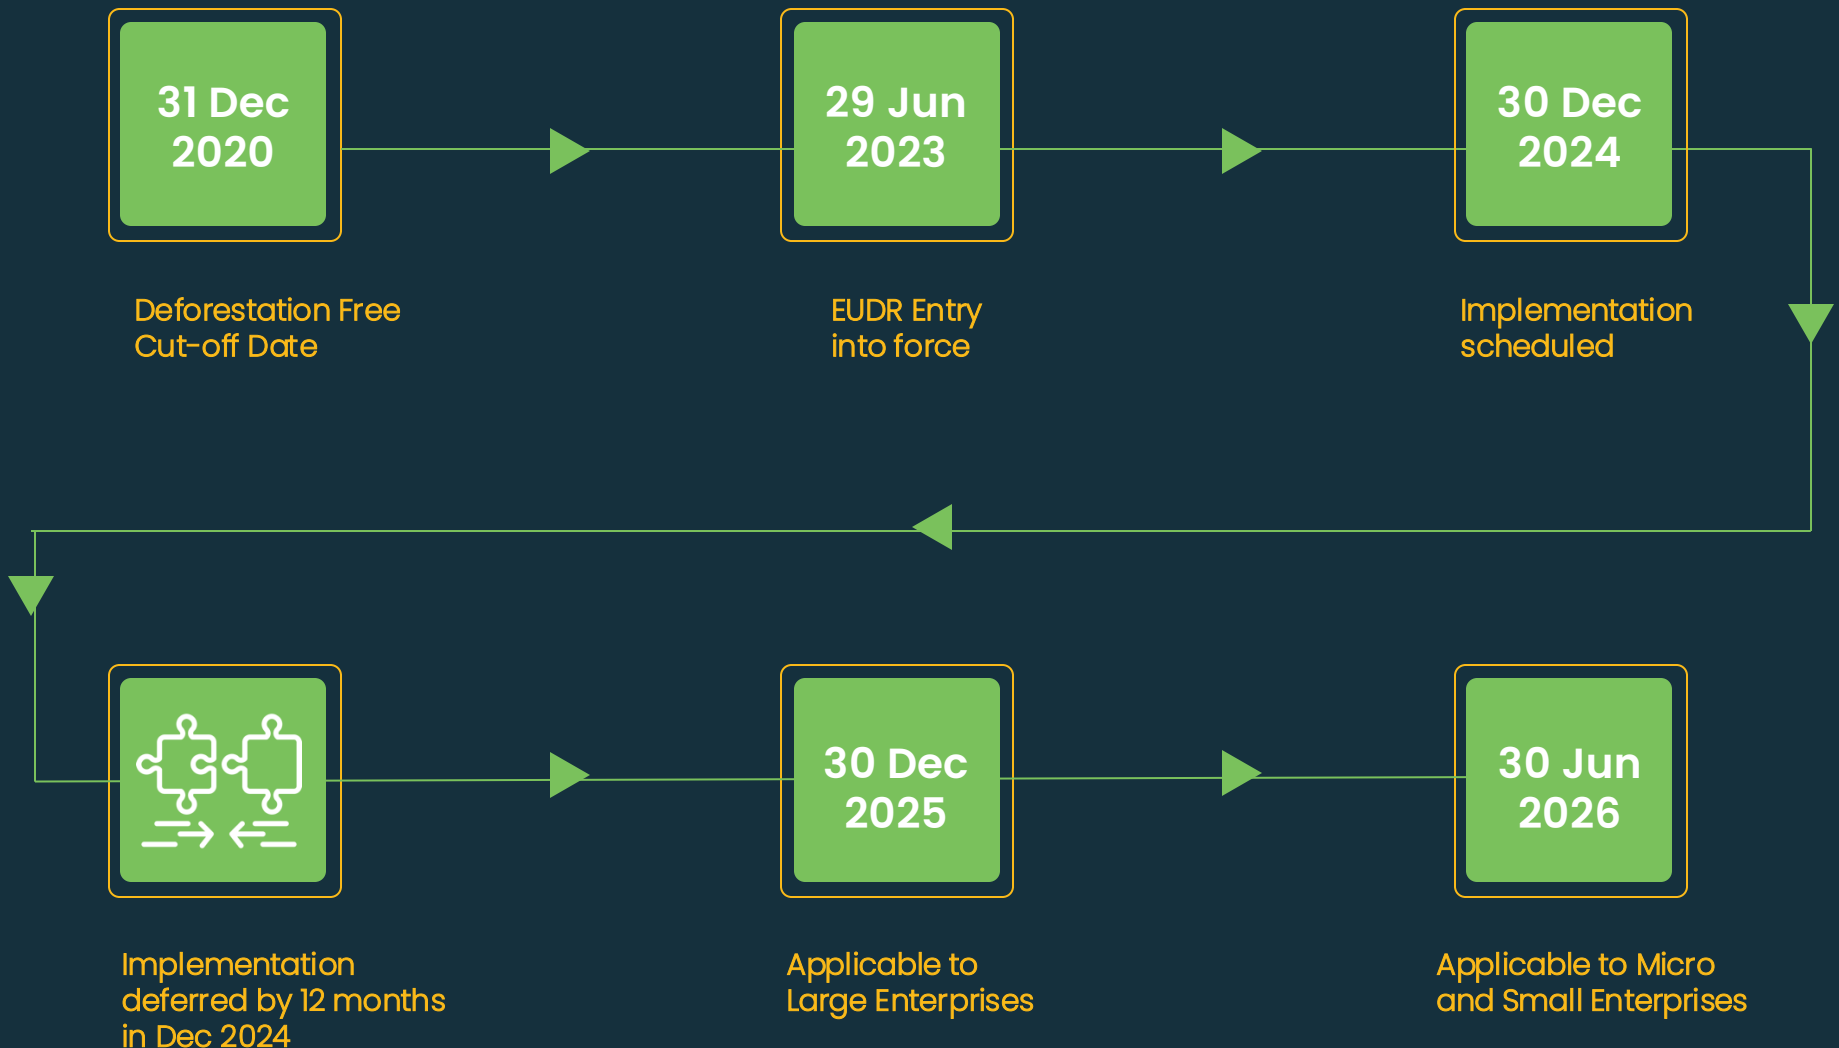 31 Dec
2020
Deforestation Free
Cut-off Date
29 Jun
2023
EUDR Entry
into force
30 Dec
2024
Implementation
scheduled
Implementation
deferred by 12 months
in Dec 2024
30 Dec
2025
Applicable to
Large Enterprises
30 Jun
2026
Applicable to Micro
and Small Enterprises